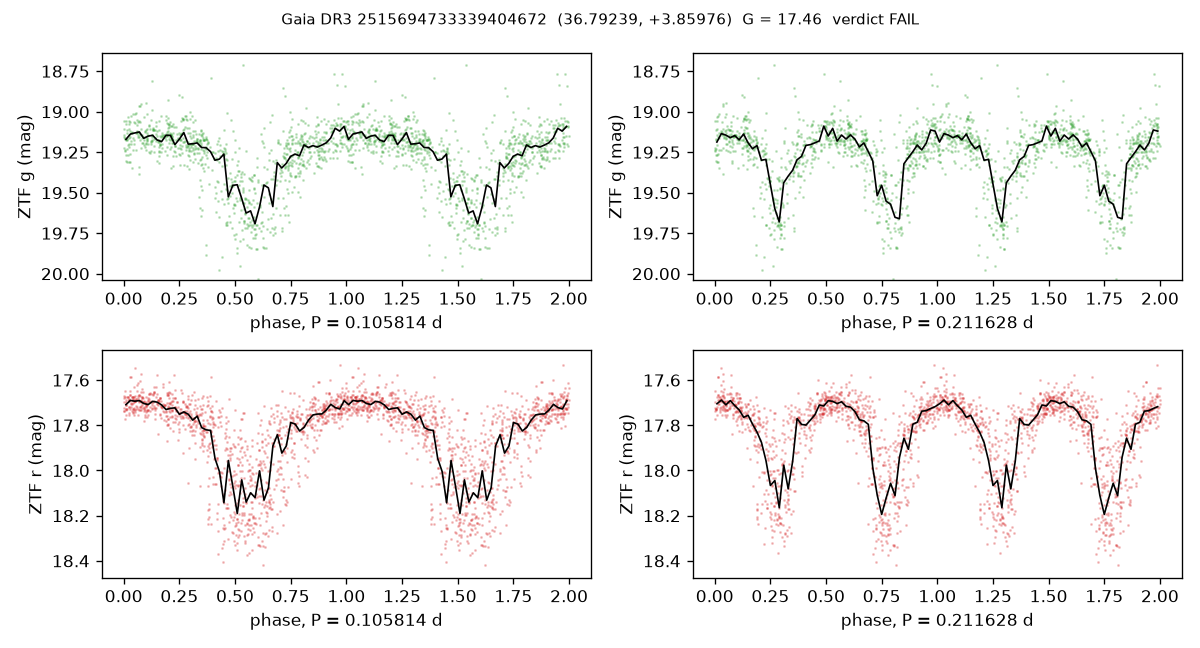 Gaia DR3 2515694733339404672  (36.79239, +3.85976)  G = 17.46  verdict FAIL
ZTF g (mag)
18.75
19.00
19.25
19.50
19.75
20.00
0.00 0.25 0.50 0.75 1.00 1.25 1.50 1.75 2.00
phase, P = 0.105814 d
ZTF g (mag)
18.75
19.00
19.25
19.50
19.75
20.00
0.00 0.25 0.50 0.75 1.00 1.25 1.50 1.75 2.00
phase, P = 0.211628 d
ZTF r (mag)
17.6
17.8
18.0
18.2
18.4
0.00 0.25 0.50 0.75 1.00 1.25 1.50 1.75 2.00
phase, P = 0.105814 d
ZTF r (mag)
17.6
17.8
18.0
18.2
18.4
0.00 0.25 0.50 0.75 1.00 1.25 1.50 1.75 2.00
phase, P = 0.211628 d